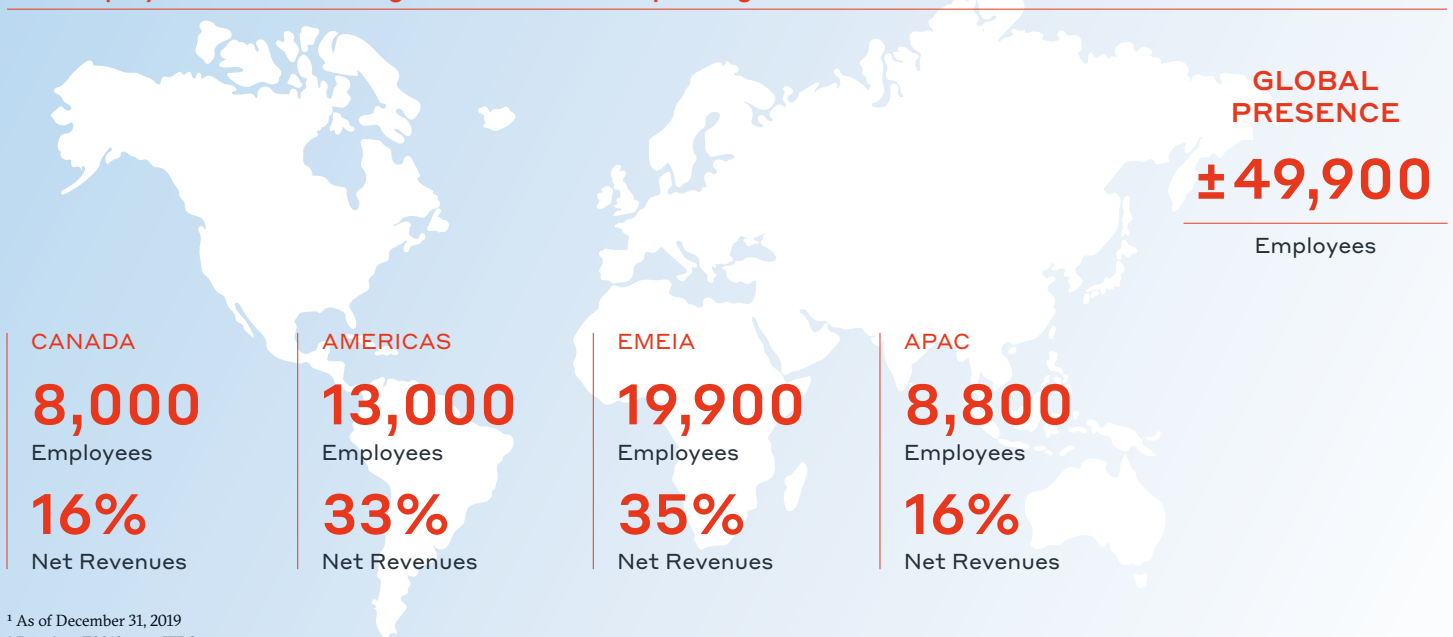 GLOBAL
PRESENCE
±49,900
Employees
CANADA
8,000
Employees
16%
Net Revenues
AMERICAS
13,000
Employees
33%
Net Revenues
EMEIA
19,900
Employees
35%
Net Revenues
APAC
8,800
Employees
16%
Net Revenues
¹ As of December 31, 2019